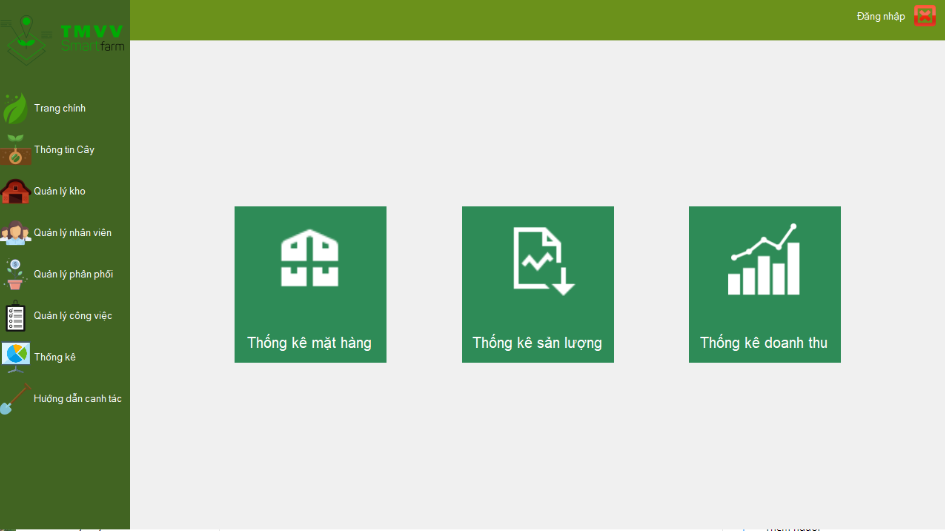 Đăng nhập
TMVV
Smartfarm
Trang chính
Thông tin Cây
Quản lý kho
Quản lý nhân viên
Quản lý phân phối
Quản lý công việc
Thống kê
Hướng dẫn canh tác
Thống kê mặt hàng
Thống kê sản lượng
Thống kê doanh thu